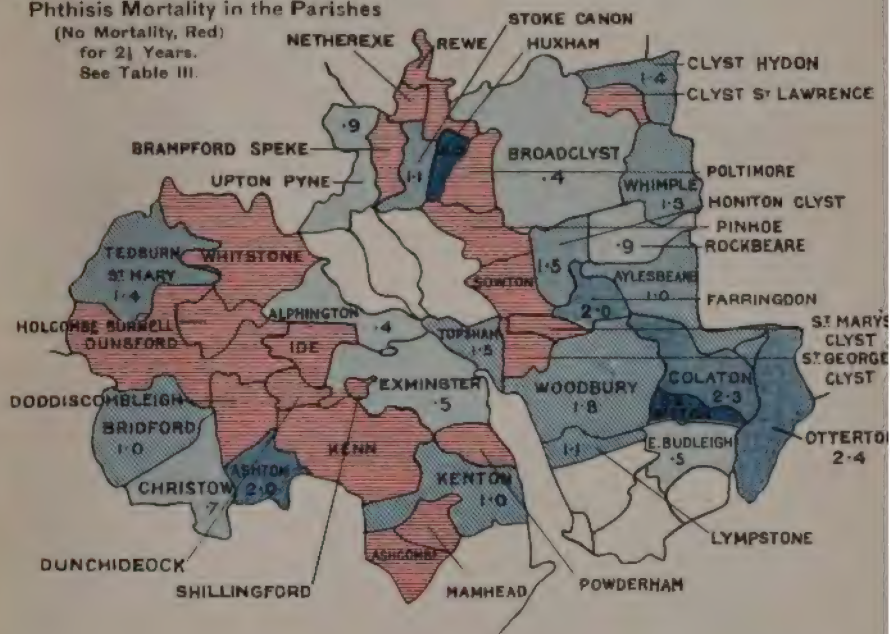 Phthisis Mortality in the Parishes
(No Mortality, Red)
for 2½ Years.
See Table III.
STOKE CANON
NETHEREXE
REWE
HUXHAM
CLYST HYDON
1·4
CLYST ST LAWRENCE
·9
BRAMPFORD SPEKE
1·1
BROADCLYST
·4
POLTIMORE
UPTON PYNE
WHIMPLE
1·3
HONITON CLYST
PINHOE
·9
ROCKBEARE
TEDBURN
ST MARY
1·4
WHITSTONE
1·5
SOWTON
AYLESBEARE
1·0
FARRINGDON
2·0
ALPHINGTON
·4
HOLCOMBE BURNELL
DUNSFORD
IDE
TOPSHAM
1·5
ST MARYS
CLYST
ST GEORGE
CLYST
EXMINSTER
·5
WOODBURY
1·8
COLATON
2·3
DODDISCOMBLEIGH
BRIDFORD
1·0
KENN
E. BUDLEIGH
·5
1·1
OTTERTO
2·4
CHRISTOW
·7
ASHTON
2·0
KENTON
1·0
LYMPSTONE
ASHCOMBE
DUNCHIDEOCK
SHILLINGFORD
MAMHEAD
POWDERHAM